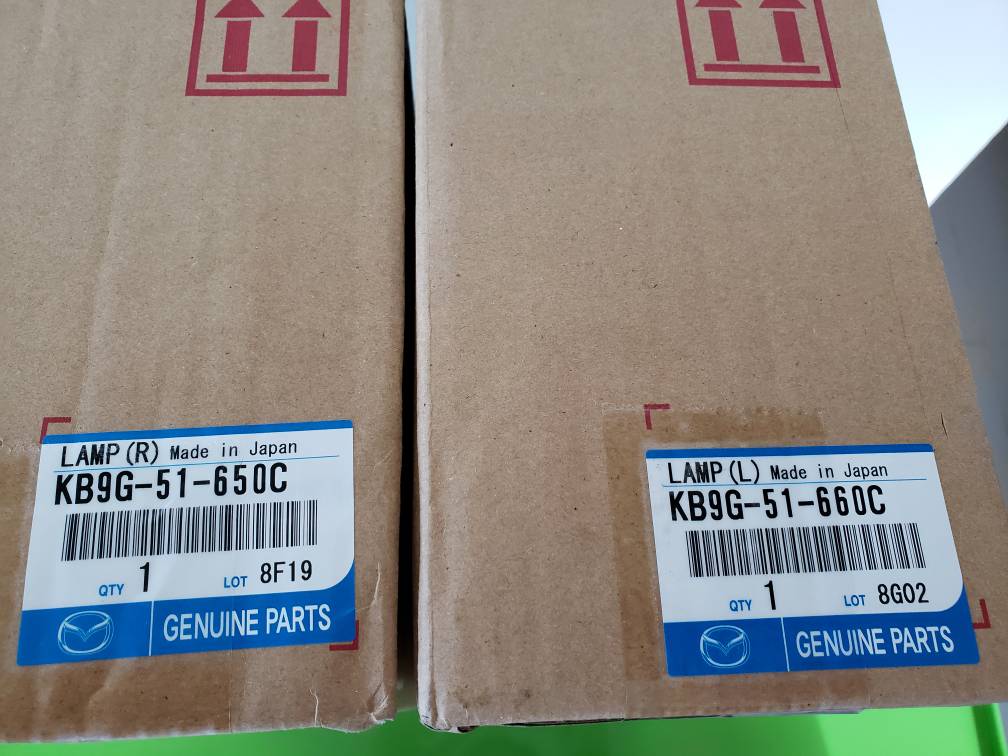 LAMP(R) Made in Japan
KB9G-51-650C
QTY 1 LOT 8F19
GENUINE PARTS
LAMP(L) Made in Japan
KB9G-51-660C
QTY 1 LOT 8G02
GENUINE PARTS